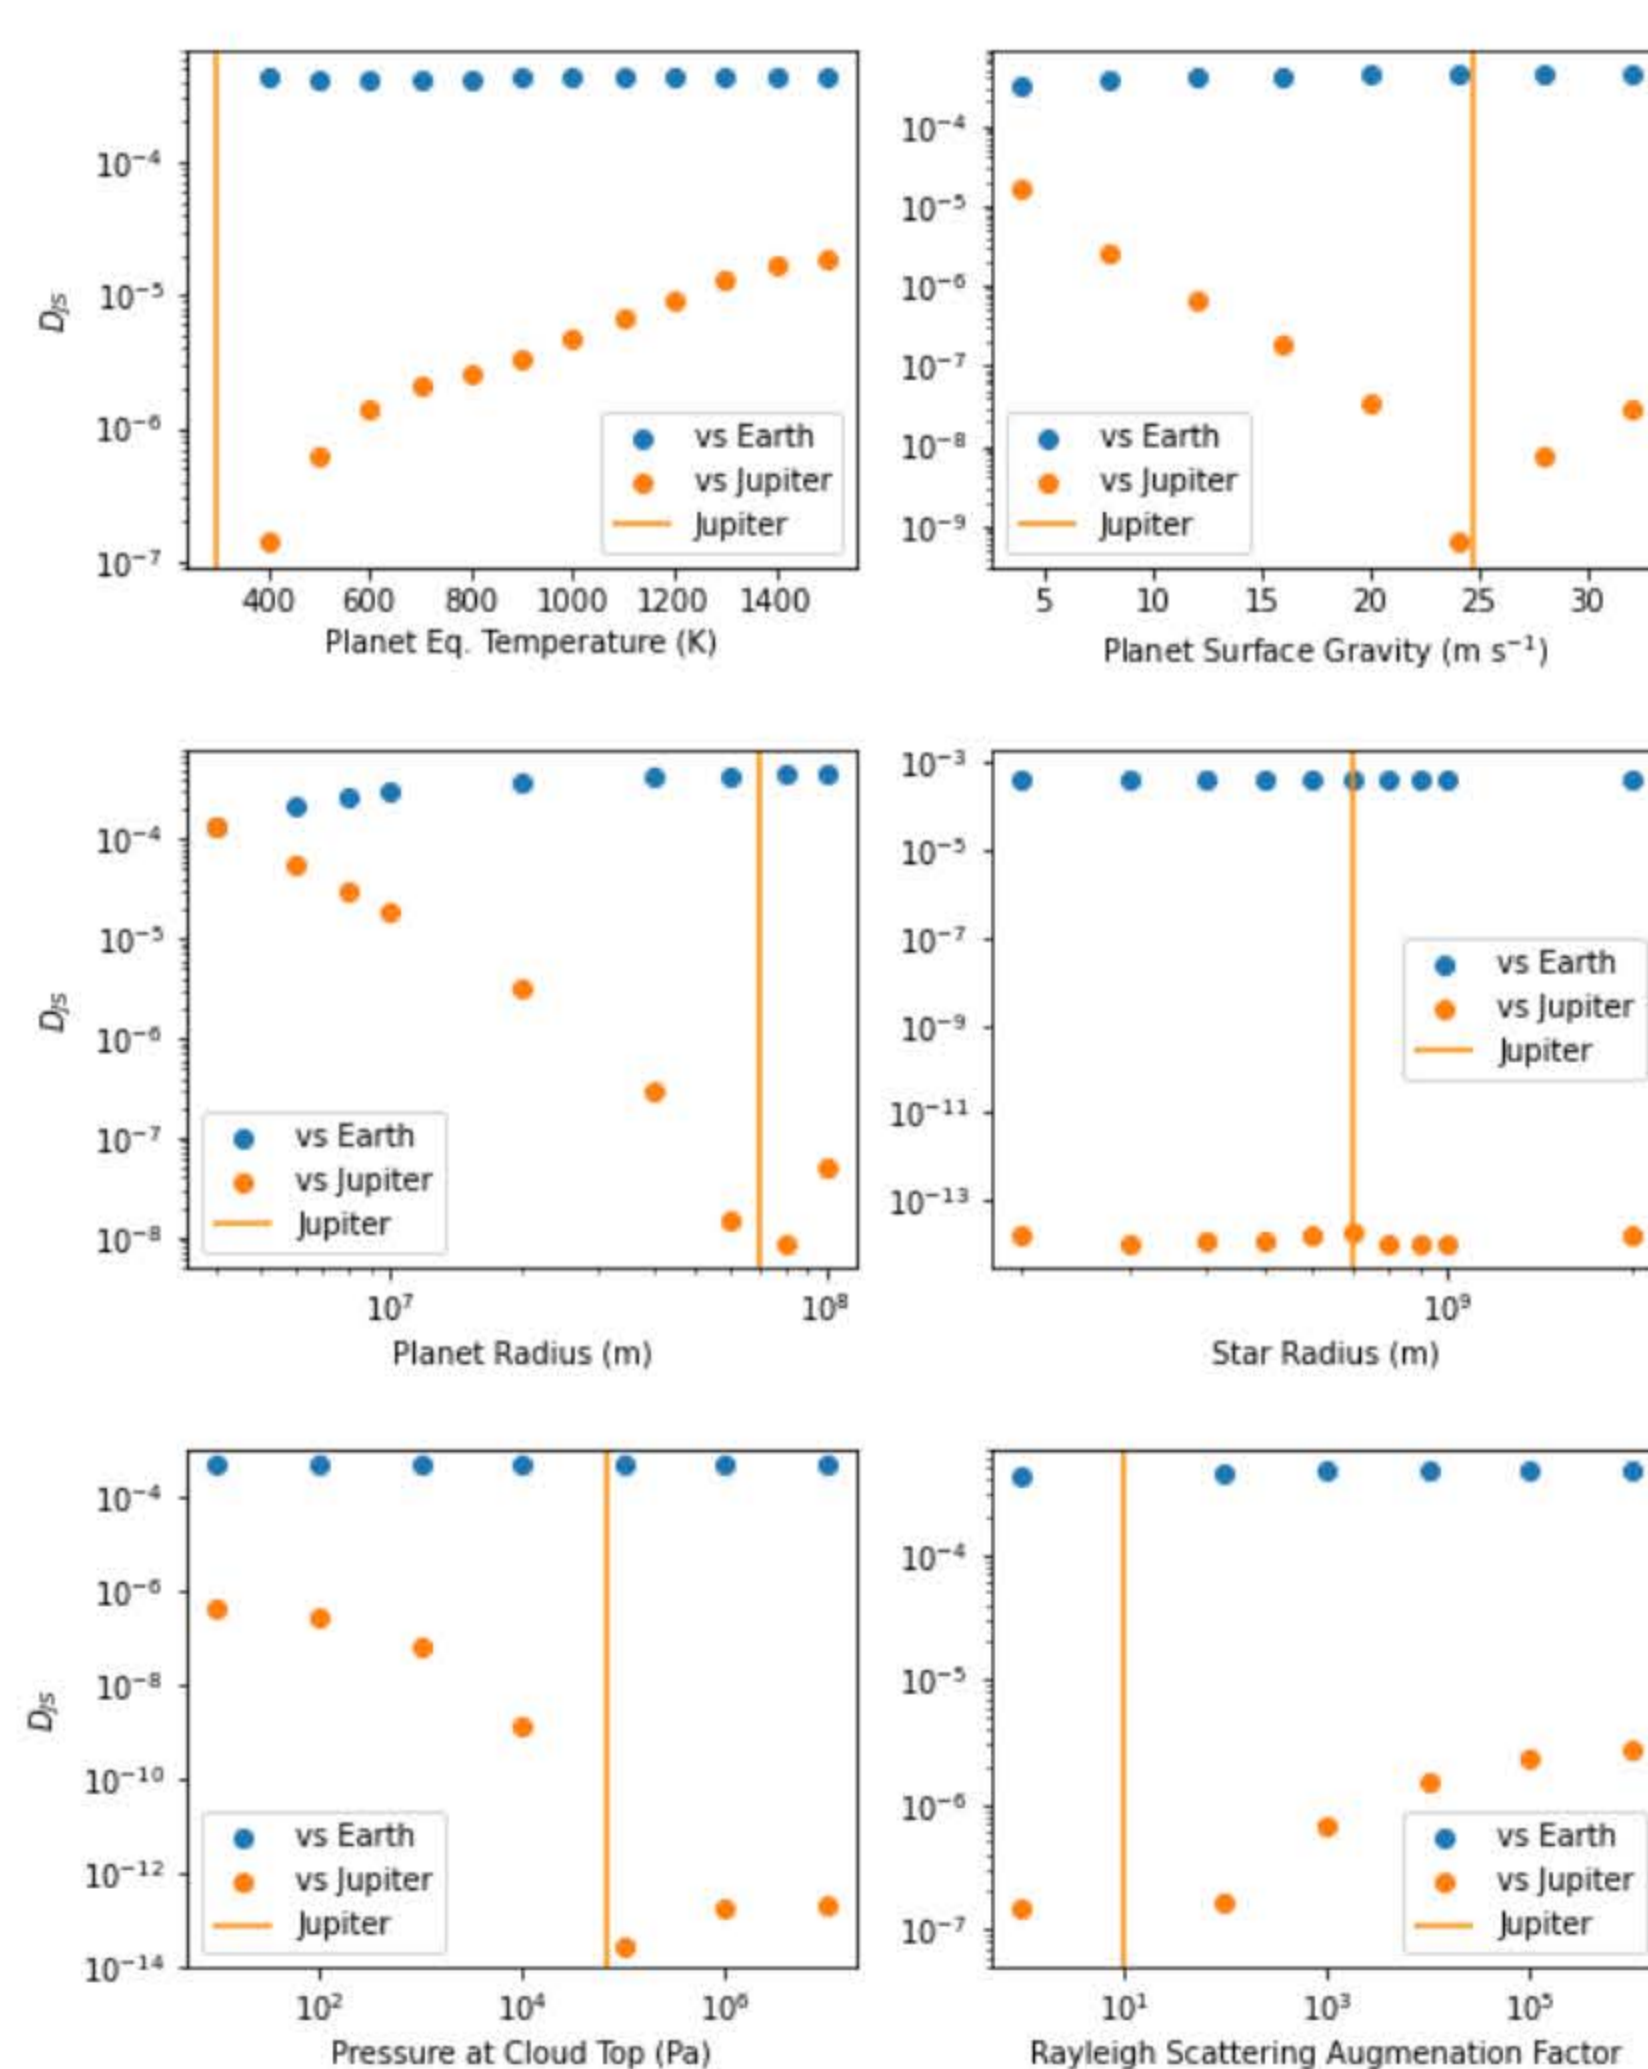 D_JS
10⁻⁴
10⁻⁵
10⁻⁶
10⁻⁷
vs Earth
vs Jupiter
Jupiter
400 600 800 1000 1200 1400
Planet Eq. Temperature (K)
10⁻⁴
10⁻⁵
10⁻⁶
10⁻⁷
10⁻⁸
10⁻⁹
vs Earth
vs Jupiter
Jupiter
5 10 15 20 25 30
Planet Surface Gravity (m s⁻¹)
D_JS
10⁻⁴
10⁻⁵
10⁻⁶
10⁻⁷
10⁻⁸
vs Earth
vs Jupiter
Jupiter
10⁷ 10⁸
Planet Radius (m)
10⁻³
10⁻⁵
10⁻⁷
10⁻⁹
10⁻¹¹
10⁻¹³
vs Earth
vs Jupiter
Jupiter
10⁹
Star Radius (m)
D_JS
10⁻⁴
10⁻⁶
10⁻⁸
10⁻¹⁰
10⁻¹²
10⁻¹⁴
vs Earth
vs Jupiter
Jupiter
10² 10⁴ 10⁶
Pressure at Cloud Top (Pa)
10⁻⁴
10⁻⁵
10⁻⁶
10⁻⁷
vs Earth
vs Jupiter
Jupiter
10¹ 10³ 10⁵
Rayleigh Scattering Augmenation Factor